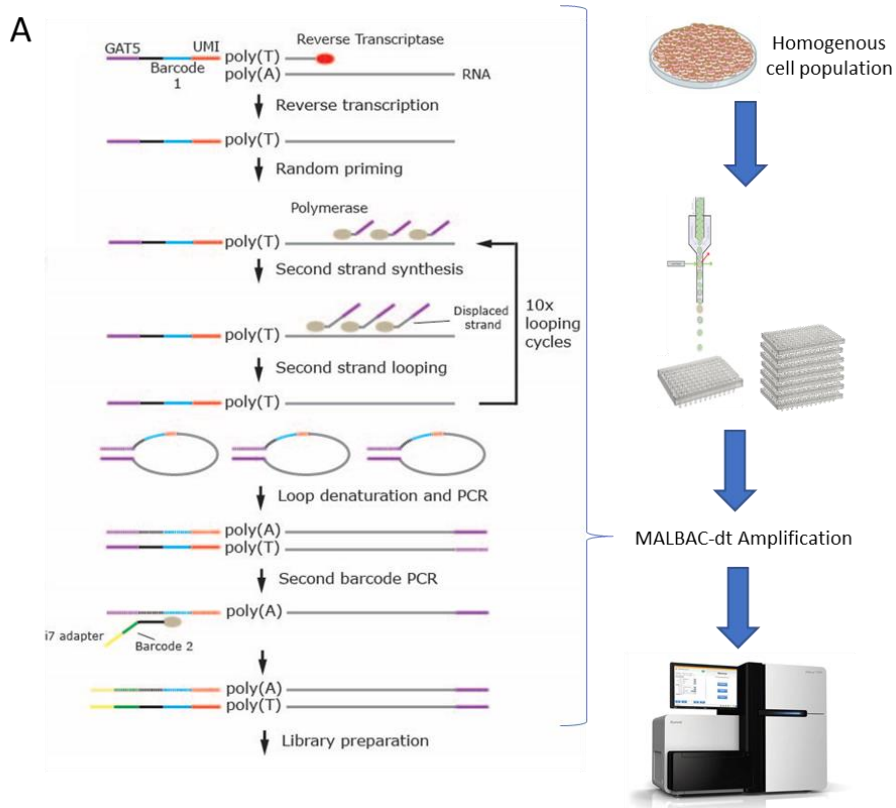 A
GAT5
UMI
Barcode
1
poly(T)
Reverse Transcriptase
poly(A)
RNA
Reverse transcription
poly(T)
Random priming
Polymerase
poly(T)
Second strand synthesis
Displaced
strand
poly(T)
10x
looping
cycles
Second strand looping
poly(T)
Loop denaturation and PCR
poly(A)
poly(T)
Second barcode PCR
poly(A)
i7 adapter
Barcode 2
poly(A)
poly(T)
Library preparation
Homogenous
cell population
MALBAC-dt Amplification